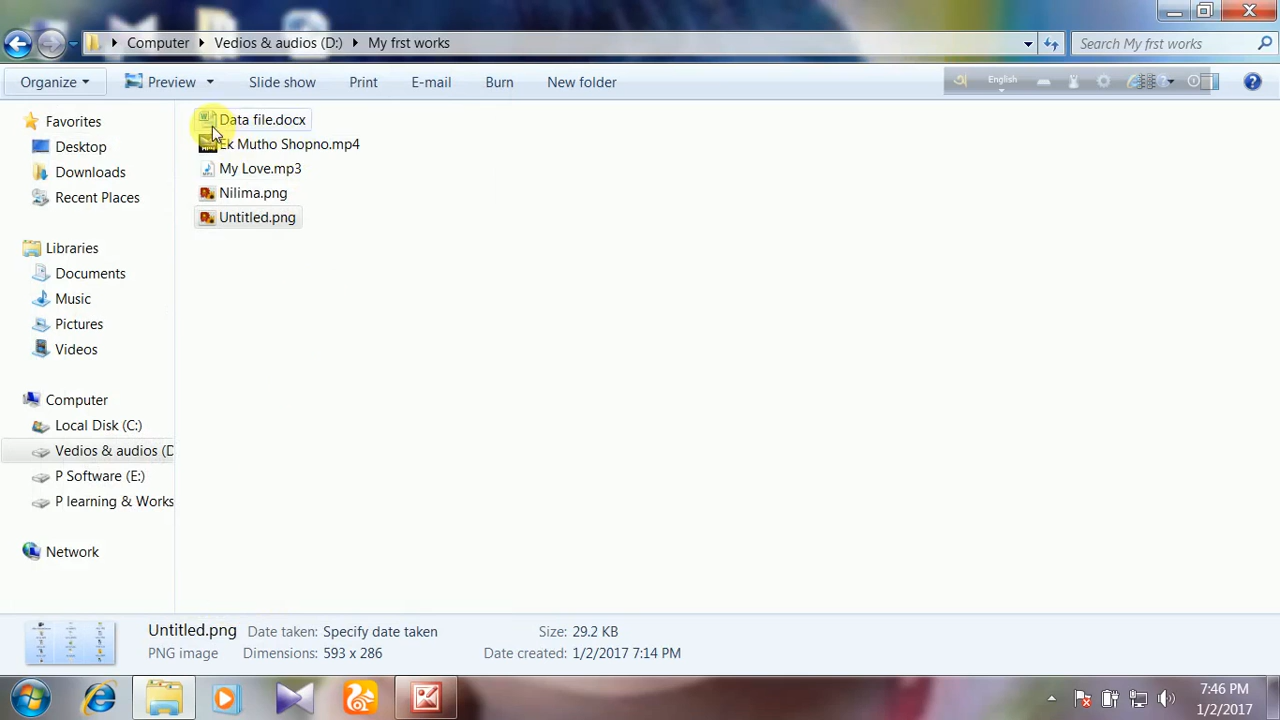 Computer Vedios & audios (D:) My frst works Search My frst works
Organize Preview Slide show Print E-mail Burn New folder English
Favorites
Desktop
Downloads
Recent Places
Libraries
Documents
Music
Pictures
Videos
Computer
Local Disk (C:)
Vedios & audios (D
P Software (E:)
P learning & Works
Network
Data file.docx
Ek Mutho Shopno.mp4
My Love.mp3
Nilima.png
Untitled.png
Untitled.png Date taken: Specify date taken Size: 29.2 KB
PNG image Dimensions: 593 x 286 Date created: 1/2/2017 7:14 PM
7:46 PM
1/2/2017